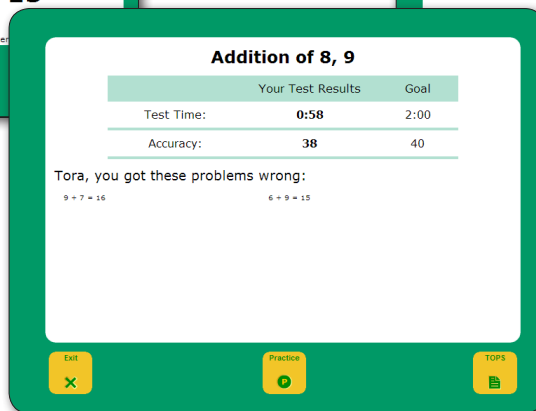 Addition of 8, 9
Your Test Results Goal
Test Time: 0:58 2:00
Accuracy: 38 40
Tora, you got these problems wrong:
9 + 7 = 16 6 + 9 = 15
Exit Practice TOPS
P